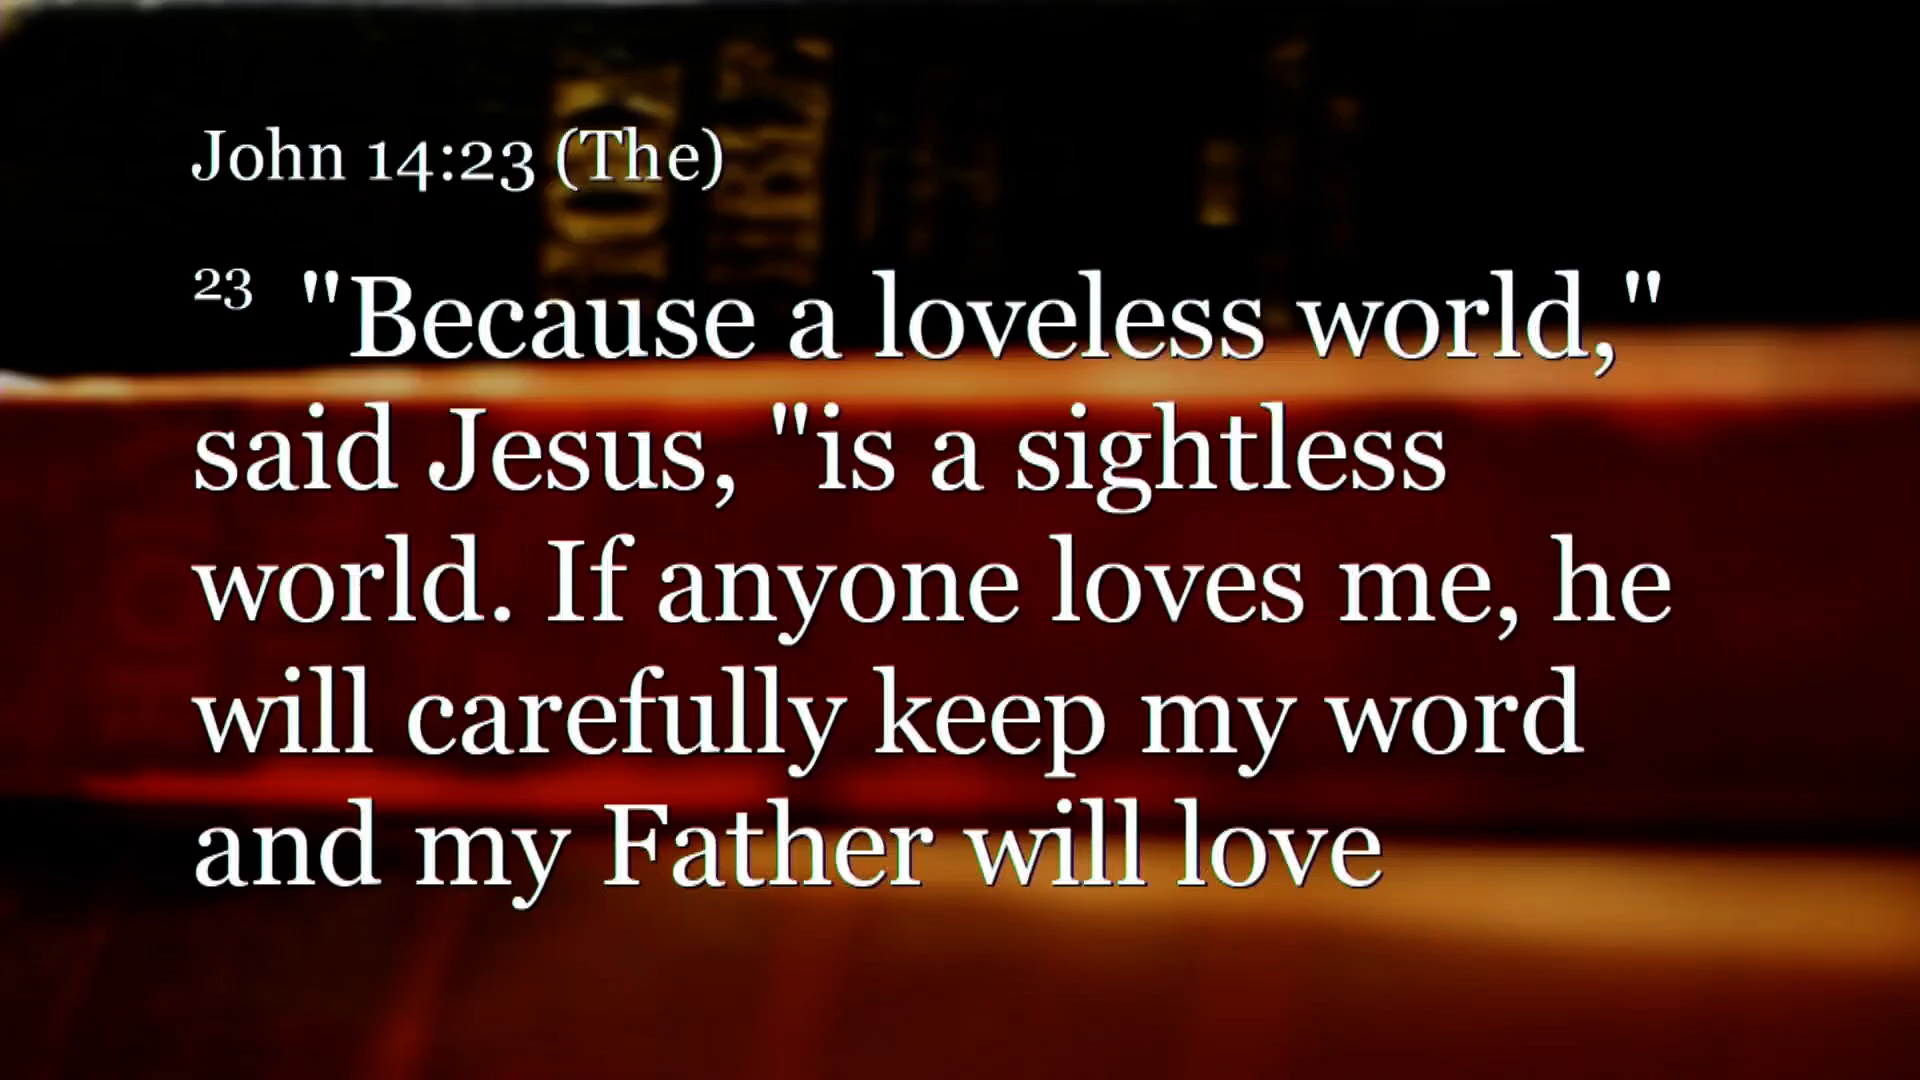 John 14:23 (The)
23 "Because a loveless world,"
said Jesus, "is a sightless
world. If anyone loves me, he
will carefully keep my word
and my Father will love